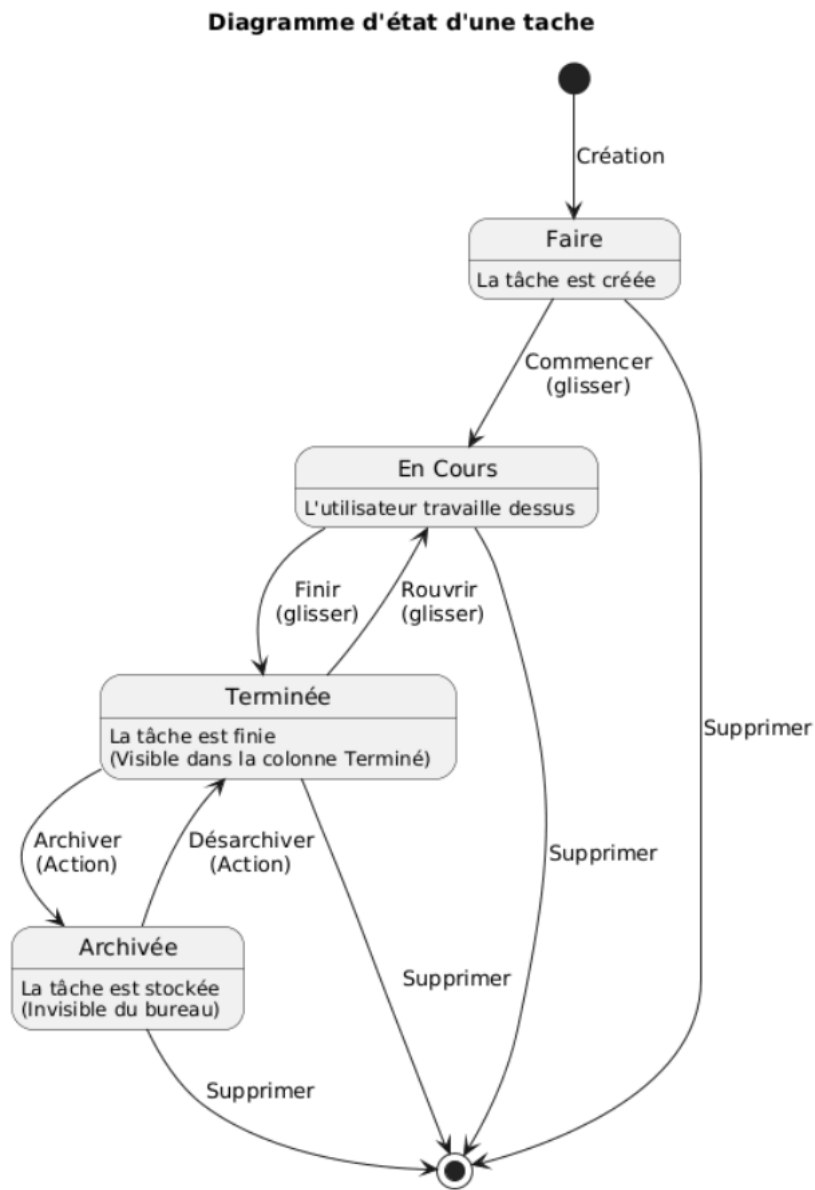 Diagramme d'état d'une tache
Création
Faire
La tâche est créée
Commencer
(glisser)
En Cours
L'utilisateur travaille dessus
Finir
(glisser)
Rouvrir
(glisser)
Terminée
La tâche est finie
(Visible dans la colonne Terminé)
Supprimer
Archiver
(Action)
Désarchiver
(Action)
Supprimer
Archivée
La tâche est stockée
(Invisible du bureau)
Supprimer
Supprimer